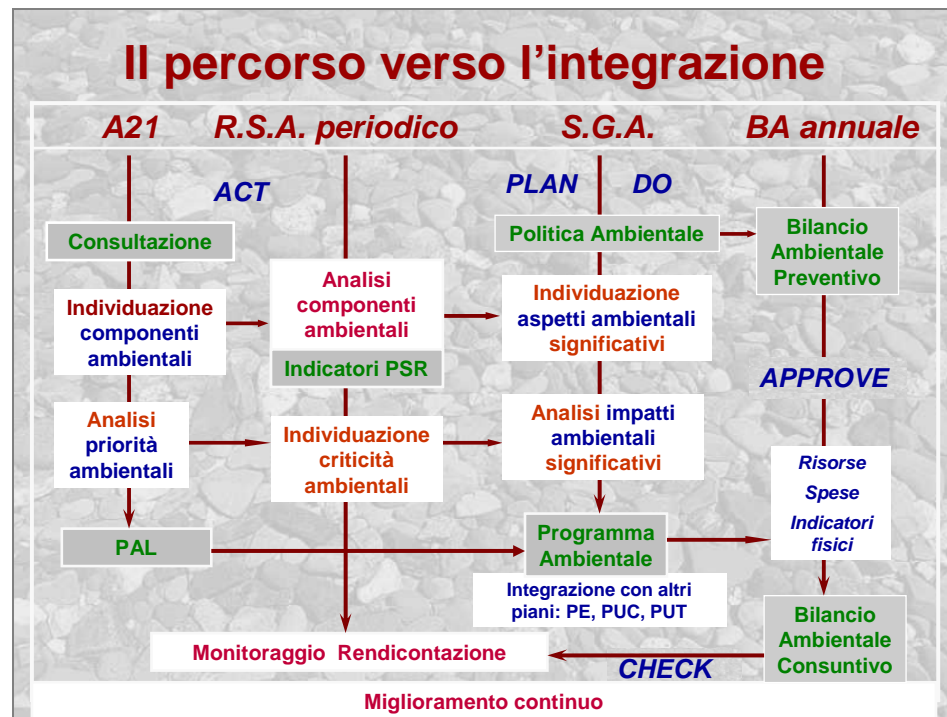 Il percorso verso l'integrazione
A21 R.S.A. periodico S.G.A. BA annuale
ACT
PLAN DO
Consultazione
Politica Ambientale
Bilancio
Ambientale
Preventivo
Individuazione
componenti
ambientali
Analisi
componenti
ambientali
Indicatori PSR
Individuazione
aspetti ambientali
significativi
APPROVE
Analisi
priorità
ambientali
Individuazione
criticità
ambientali
Analisi impatti
ambientali
significativi
Risorse
Spese
Indicatori
fisici
PAL
Programma
Ambientale
Integrazione con altri
piani: PE, PUC, PUT
Bilancio
Ambientale
Consuntivo
Monitoraggio Rendicontazione
CHECK
Miglioramento continuo